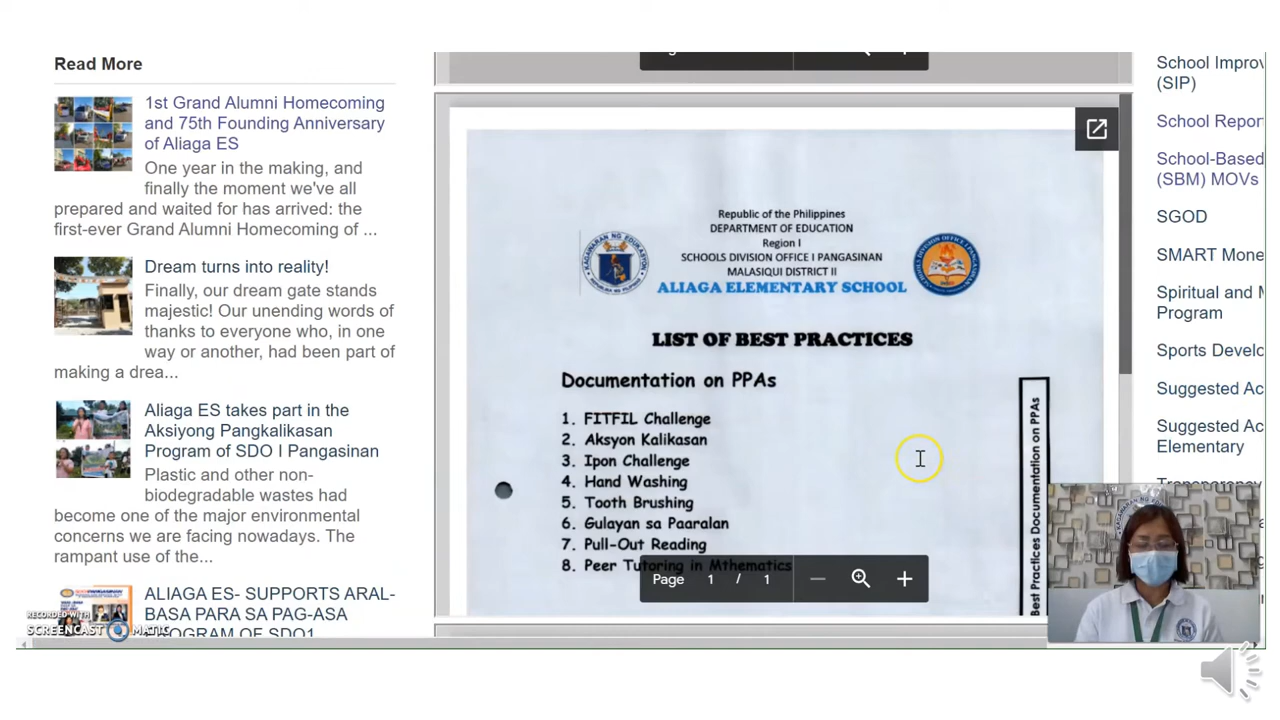 Read More
1st Grand Alumni Homecoming
and 75th Founding Anniversary
of Aliaga ES
One year in the making, and
finally the moment we've all
prepared and waited for has arrived: the
first-ever Grand Alumni Homecoming of ...
Dream turns into reality!
Finally, our dream gate stands
majestic! Our unending words of
thanks to everyone who, in one
way or another, had been part of
making a drea...
Aliaga ES takes part in the
Aksiyong Pangkalikasan
Program of SDO I Pangasinan
Plastic and other non-
biodegradable wastes had
become one of the major environmental
concerns we are facing nowadays. The
rampant use of the...
ALIAGA ES- SUPPORTS ARAL-
BASA PARA SA PAG-ASA
PROGRAM OF SDO1
RECORDED WITH
SCREENCAST MATIC
Republic of the Philippines
DEPARTMENT OF EDUCATION
Region I
SCHOOLS DIVISION OFFICE I PANGASINAN
MALASIQUI DISTRICT II
ALIAGA ELEMENTARY SCHOOL
LIST OF BEST PRACTICES
Documentation on PPAs
1. FITFIL Challenge
2. Aksyon Kalikasan
3. Ipon Challenge
4. Hand Washing
5. Tooth Brushing
6. Gulayan sa Paaralan
7. Pull-Out Reading
8. Peer Tutoring in Mthematics
Page 1 / 1
Best Practices Documentation on PPAs
School Improv
(SIP)
School Repor
School-Based
(SBM) MOVs
SGOD
SMART Mone
Spiritual and M
Program
Sports Develo
Suggested Ac
Suggested Ac
Elementary
Transparency